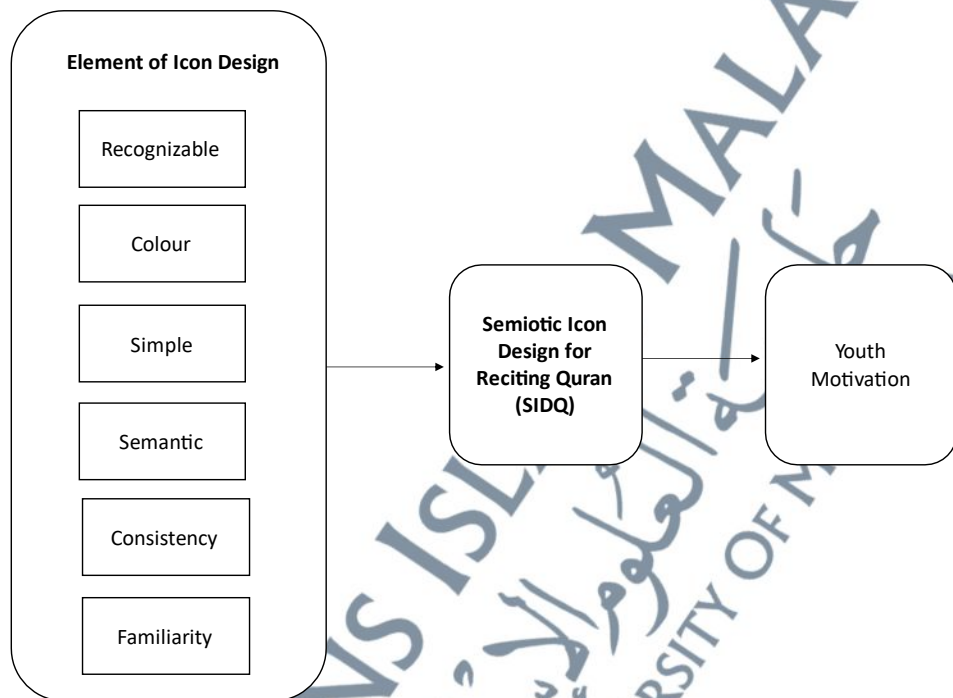 Element of Icon Design
Recognizable
Colour
Simple
Semantic
Consistency
Familiarity
Semiotic Icon
Design for
Reciting Quran
(SIDQ)
Youth
Motivation